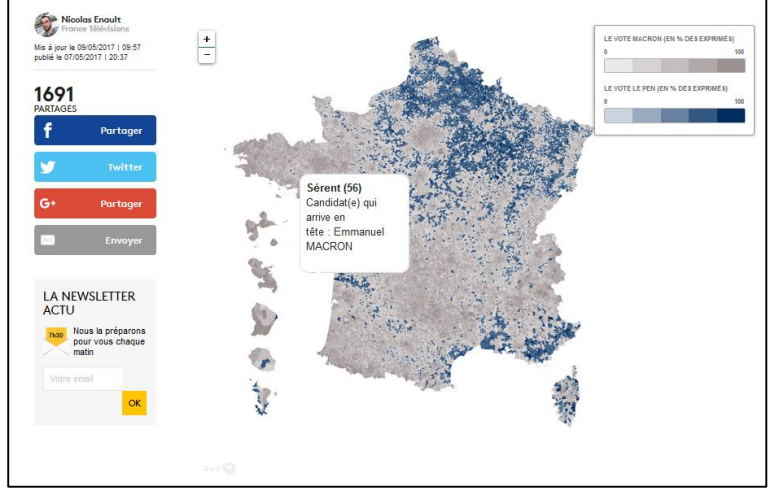 Nicolas Enault
France Télévisions
Mis à jour le 09/05/2017 | 09:57
publié le 07/05/2017 | 20:37
1691
PARTAGES
f Partager
Twitter
G+ Partager
Envoyer
LA NEWSLETTER
ACTU
7h30
Nous la préparons
pour vous chaque
matin
Votre email
OK
+
−
Sérent (56)
Candidat(e) qui
arrive en
tête : Emmanuel
MACRON
LE VOTE MACRON (EN % DES EXPRIMÉS)
0 100
LE VOTE LE PEN (EN % DES EXPRIMÉS)
0 100